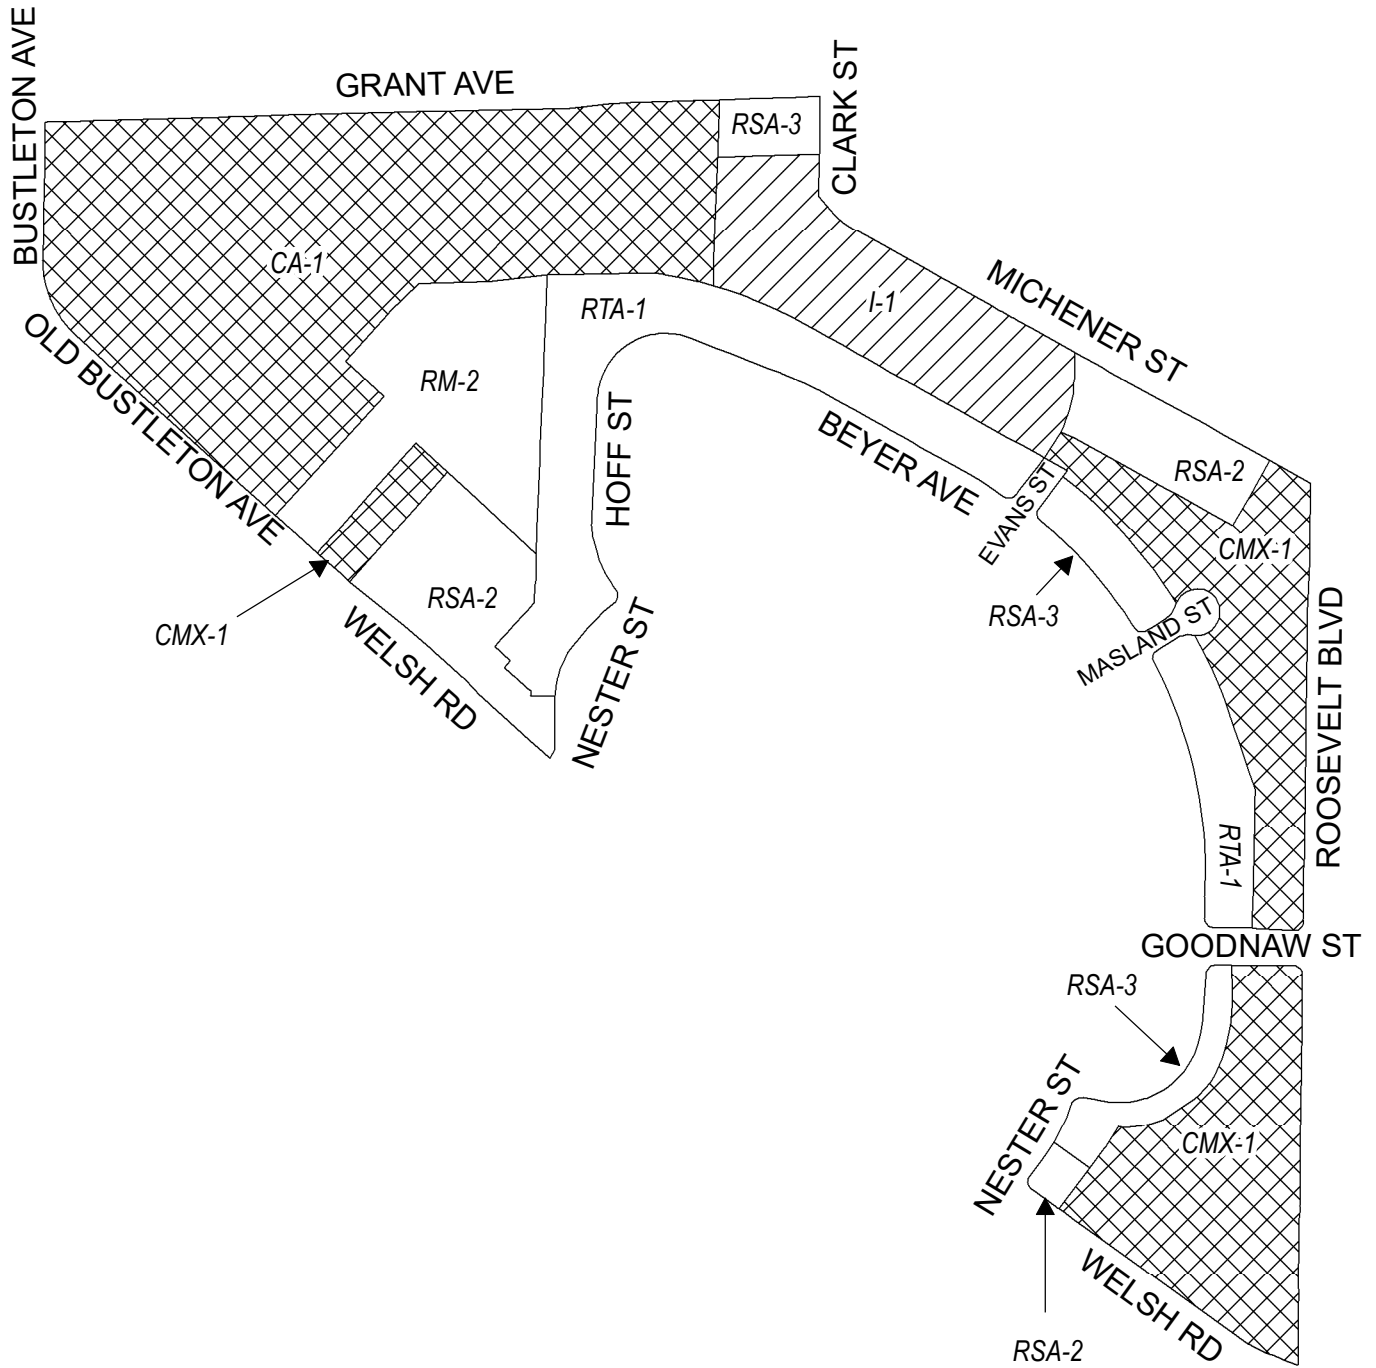 BUSTLETON AVE
GRANT AVE
CLARK ST
RSA-3
CA-1
OLD BUSTLETON AVE
RTA-1
I-1
MICHENER ST
RM-2
HOFF ST
BEYER AVE
RSA-2
EVANS ST
CMX-1
CMX-1
RSA-2
RSA-3
WELSH RD
NESTER ST
MASLAND ST
ROOSEVELT BLVD
RTA-1
GOODNAW ST
RSA-3
NESTER ST
CMX-1
WELSH RD
RSA-2